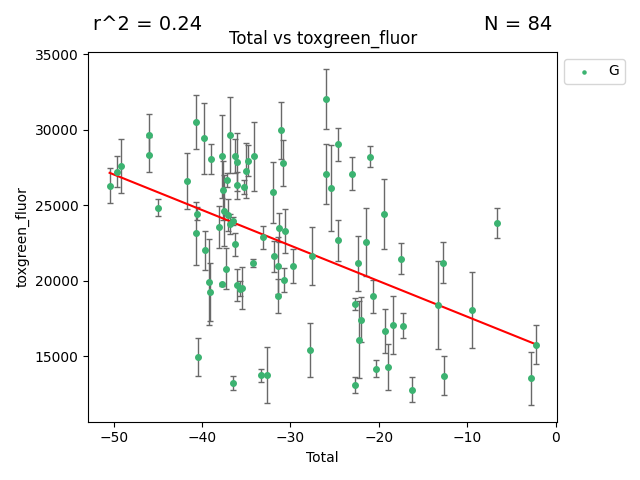 r^2 = 0.24
N = 84
Total vs toxgreen_fluor
G
35000
30000
25000
20000
15000
toxgreen_fluor
−50
−40
−30
−20
−10
0
Total